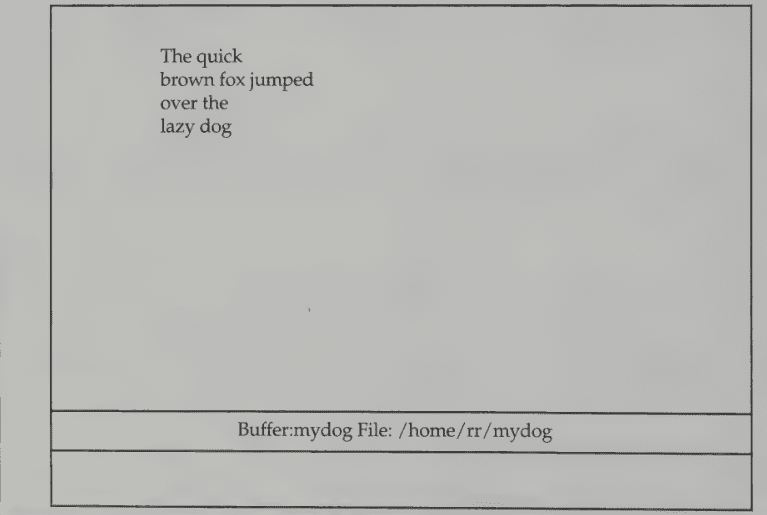 The quick
brown fox jumped
over the
lazy dog
Buffer:mydog File: /home/rr/mydog